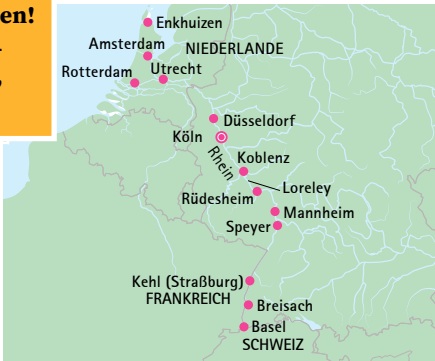 en!
Enkhuizen
Amsterdam
NIEDERLANDE
Rotterdam
Utrecht
Düsseldorf
Köln
Rhein
Koblenz
Loreley
Rüdesheim
Mannheim
Speyer
Kehl (Straßburg)
FRANKREICH
Breisach
Basel
SCHWEIZ